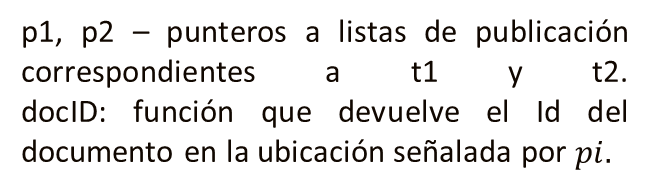 p1, p2 – punteros a listas de publicación
correspondientes a t1 y t2.
docID: función que devuelve el Id del
documento en la ubicación señalada por pi.